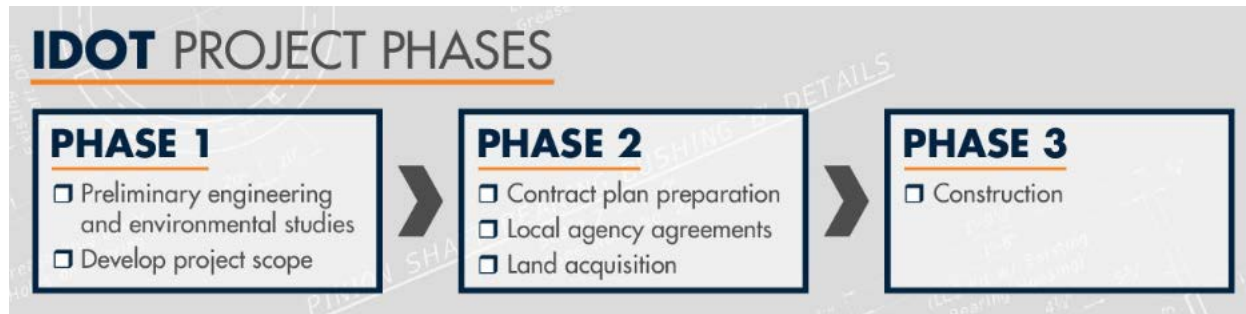 IDOT PROJECT PHASES
PHASE 1
Preliminary engineering
and environmental studies
Develop project scope
PHASE 2
Contract plan preparation
Local agency agreements
Land acquisition
PHASE 3
Construction
DETAILS